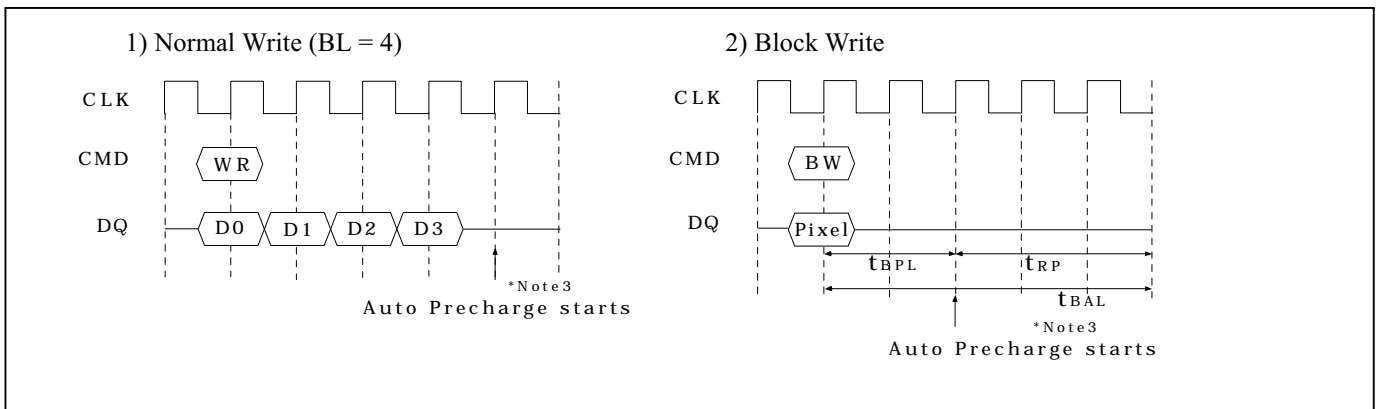 1) Normal Write (BL = 4)
CLK
CMD
WR
DQ
D0 D1 D2 D3
*Note3
Auto Precharge starts
2) Block Write
CLK
CMD
BW
DQ
Pixel
tBPL tRP
tBAL
*Note3
Auto Precharge starts